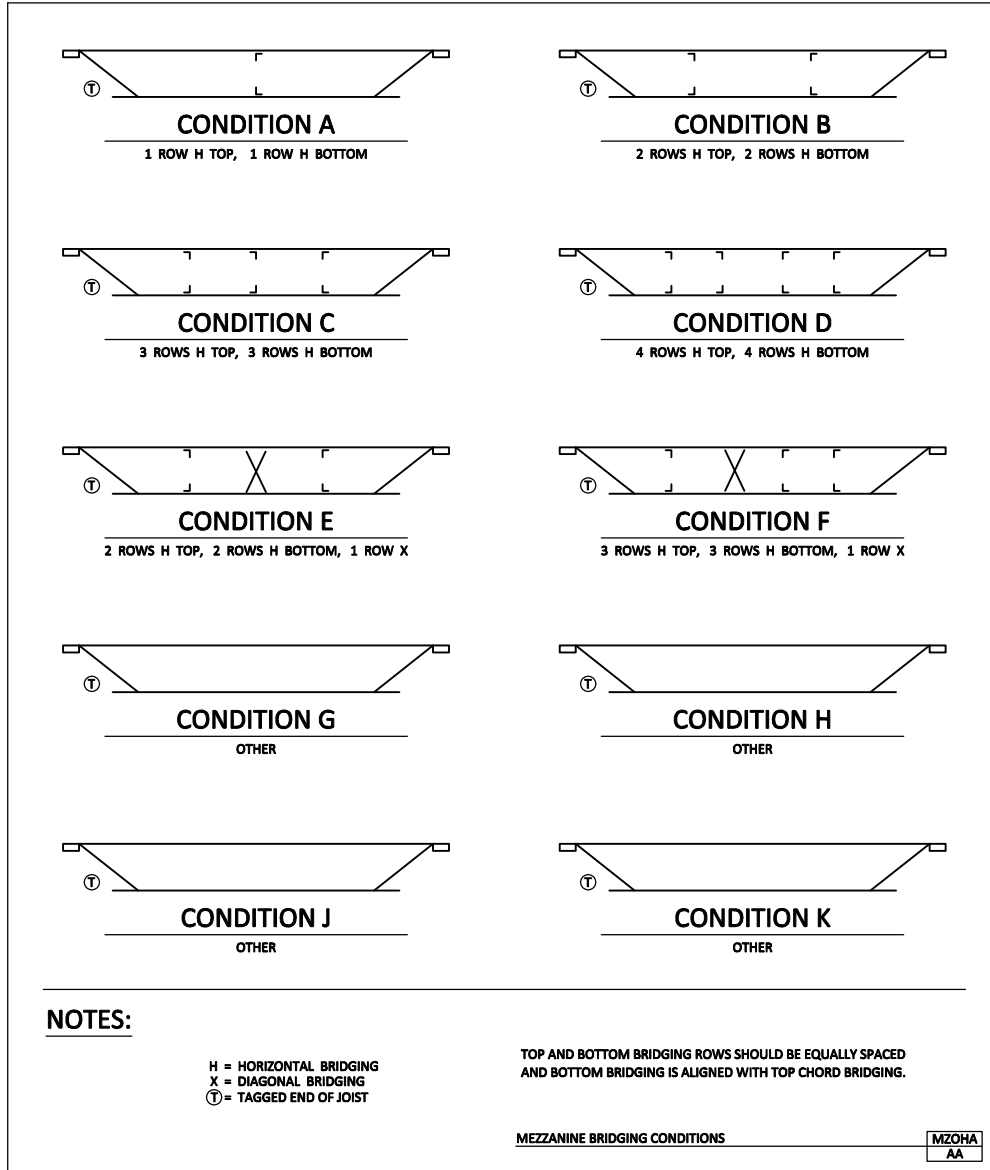 T
CONDITION A
1 ROW H TOP, 1 ROW H BOTTOM
T
CONDITION B
2 ROWS H TOP, 2 ROWS H BOTTOM
T
CONDITION C
3 ROWS H TOP, 3 ROWS H BOTTOM
T
CONDITION D
4 ROWS H TOP, 4 ROWS H BOTTOM
T
CONDITION E
2 ROWS H TOP, 2 ROWS H BOTTOM, 1 ROW X
T
CONDITION F
3 ROWS H TOP, 3 ROWS H BOTTOM, 1 ROW X
T
CONDITION G
OTHER
T
CONDITION H
OTHER
T
CONDITION J
OTHER
T
CONDITION K
OTHER
NOTES:
H = HORIZONTAL BRIDGING
X = DIAGONAL BRIDGING
T = TAGGED END OF JOIST
TOP AND BOTTOM BRIDGING ROWS SHOULD BE EQUALLY SPACED
AND BOTTOM BRIDGING IS ALIGNED WITH TOP CHORD BRIDGING.
MEZZANINE BRIDGING CONDITIONS
MZOHA
AA